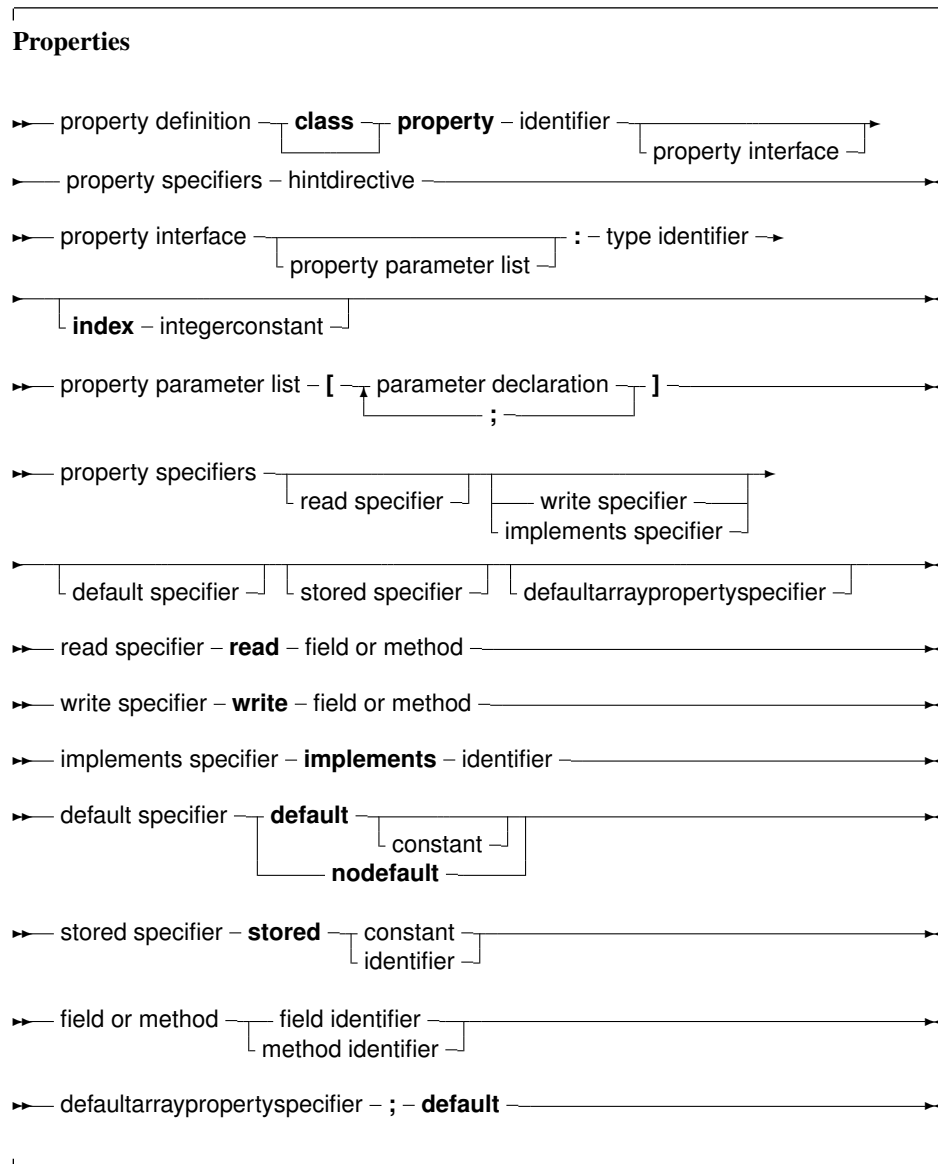 Properties
property definition class property identifier
property interface
property specifiers hintdirective
property interface : type identifier
property parameter list
index integerconstant
property parameter list [ parameter declaration ]
;
property specifiers
read specifier write specifier
implements specifier
default specifier stored specifier defaultarraypropertyspecifier
read specifier read field or method
write specifier write field or method
implements specifier implements identifier
default specifier default
constant
nodefault
stored specifier stored constant
identifier
field or method field identifier
method identifier
defaultarraypropertyspecifier ; default